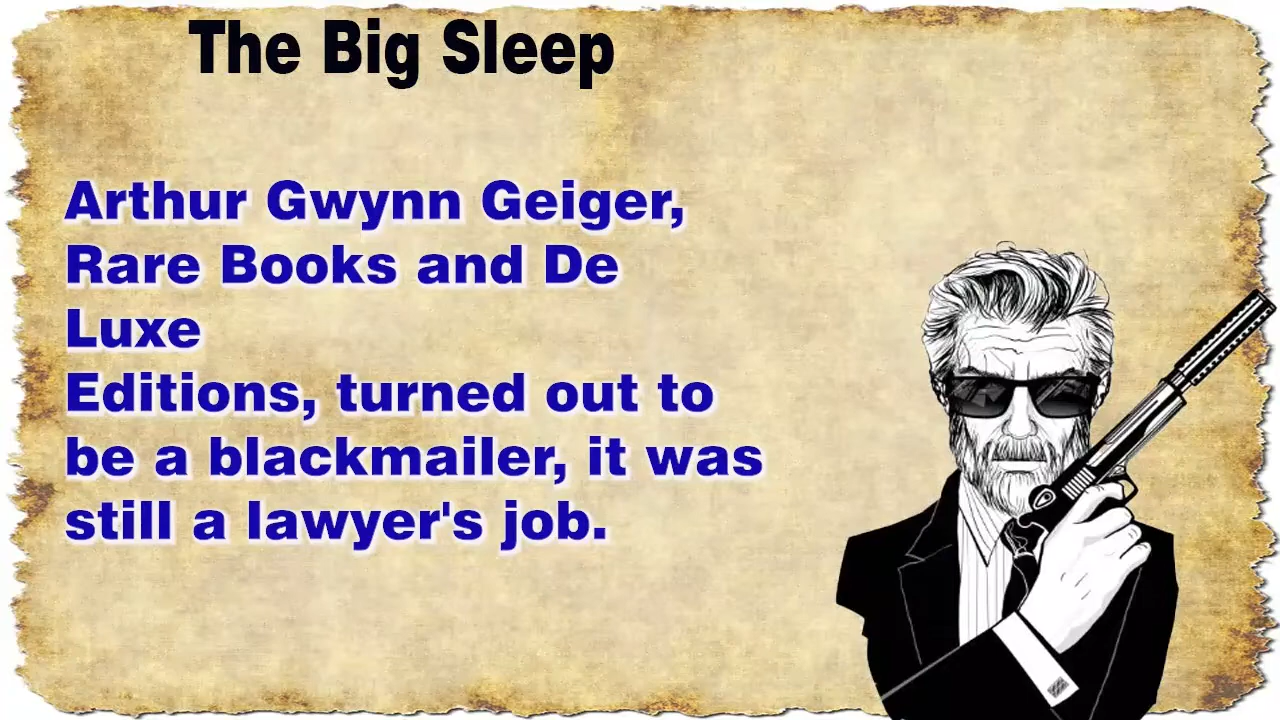 The Big Sleep
Arthur Gwynn Geiger,
Rare Books and De
Luxe
Editions, turned out to
be a blackmailer, it was
still a lawyer's job.